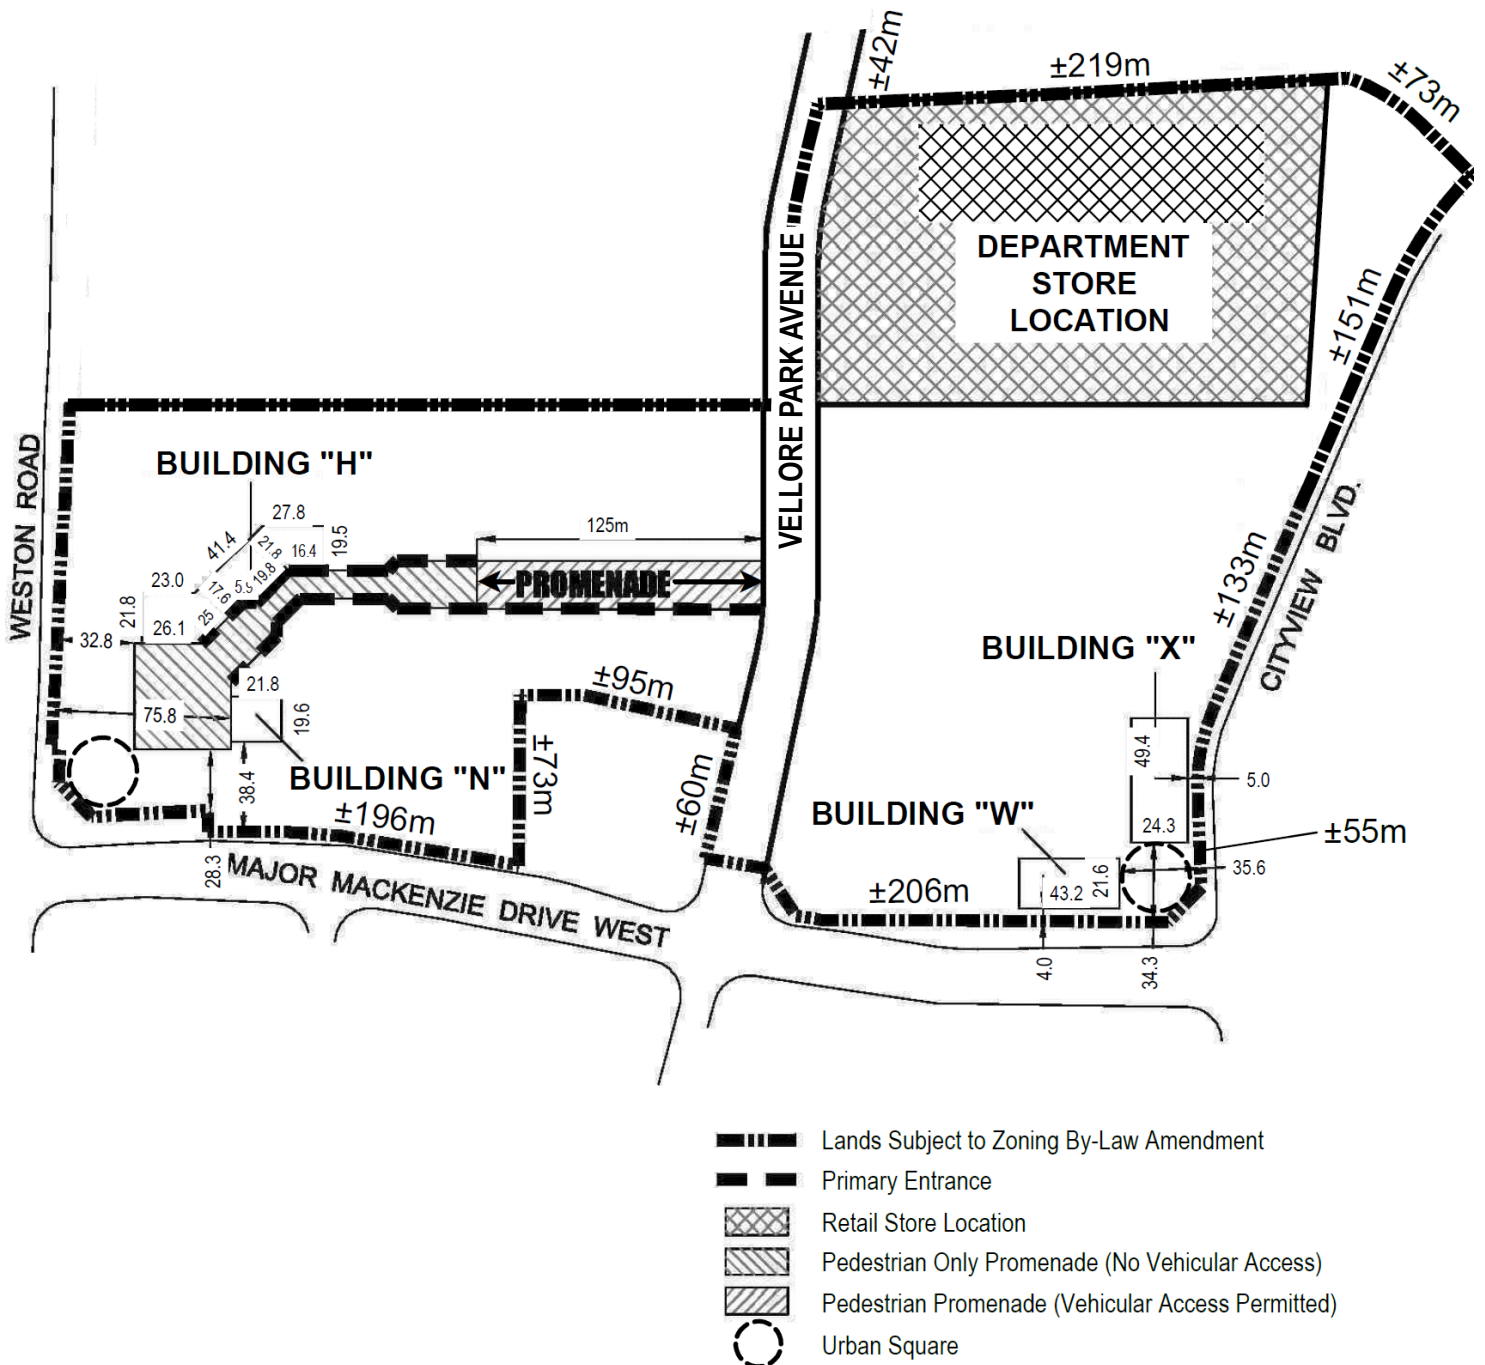 ±42m
±219m
±73m
DEPARTMENT
STORE
LOCATION
VELLORE PARK AVENUE
±151m
WESTON ROAD
BUILDING "H"
27.8
19.5
41.4
21.8
16.4
125m
23.0
17.6
5.9
19.8
PROMENADE
21.8
26.1
25
32.8
CITYVIEW BLVD.
±133m
BUILDING "X"
±95m
21.8
75.8
19.6
49.4
5.0
BUILDING "N"
38.4
±73m
±60m
±196m
BUILDING "W"
24.3
±55m
28.3
MAJOR MACKENZIE DRIVE WEST
±206m
43.2
21.6
35.6
4.0
34.3
Lands Subject to Zoning By-Law Amendment
Primary Entrance
Retail Store Location
Pedestrian Only Promenade (No Vehicular Access)
Pedestrian Promenade (Vehicular Access Permitted)
Urban Square